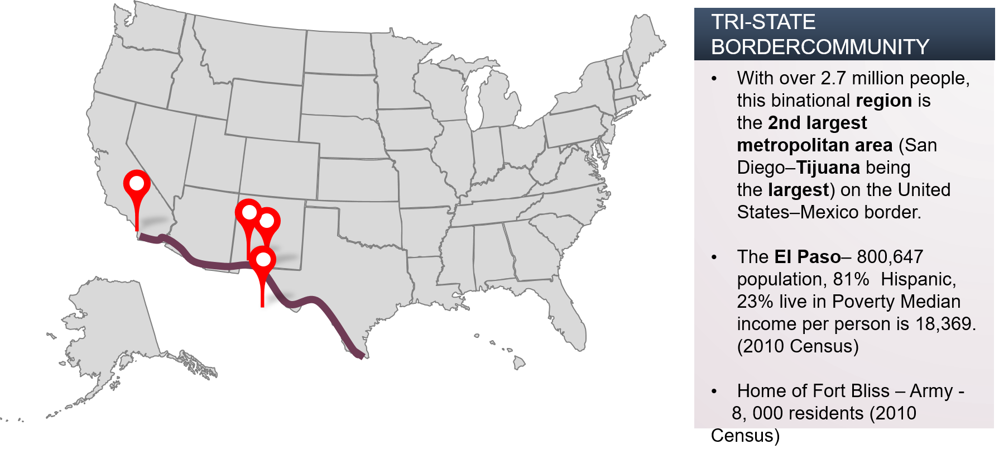 TRI-STATE
BORDERCOMMUNITY
• With over 2.7 million people,
this binational region is
the 2nd largest
metropolitan area (San
Diego–Tijuana being
the largest) on the United
States–Mexico border.
• The El Paso– 800,647
population, 81%  Hispanic,
23% live in Poverty Median
income per person is 18,369.
(2010 Census)
• Home of Fort Bliss – Army -
8, 000 residents (2010
Census)